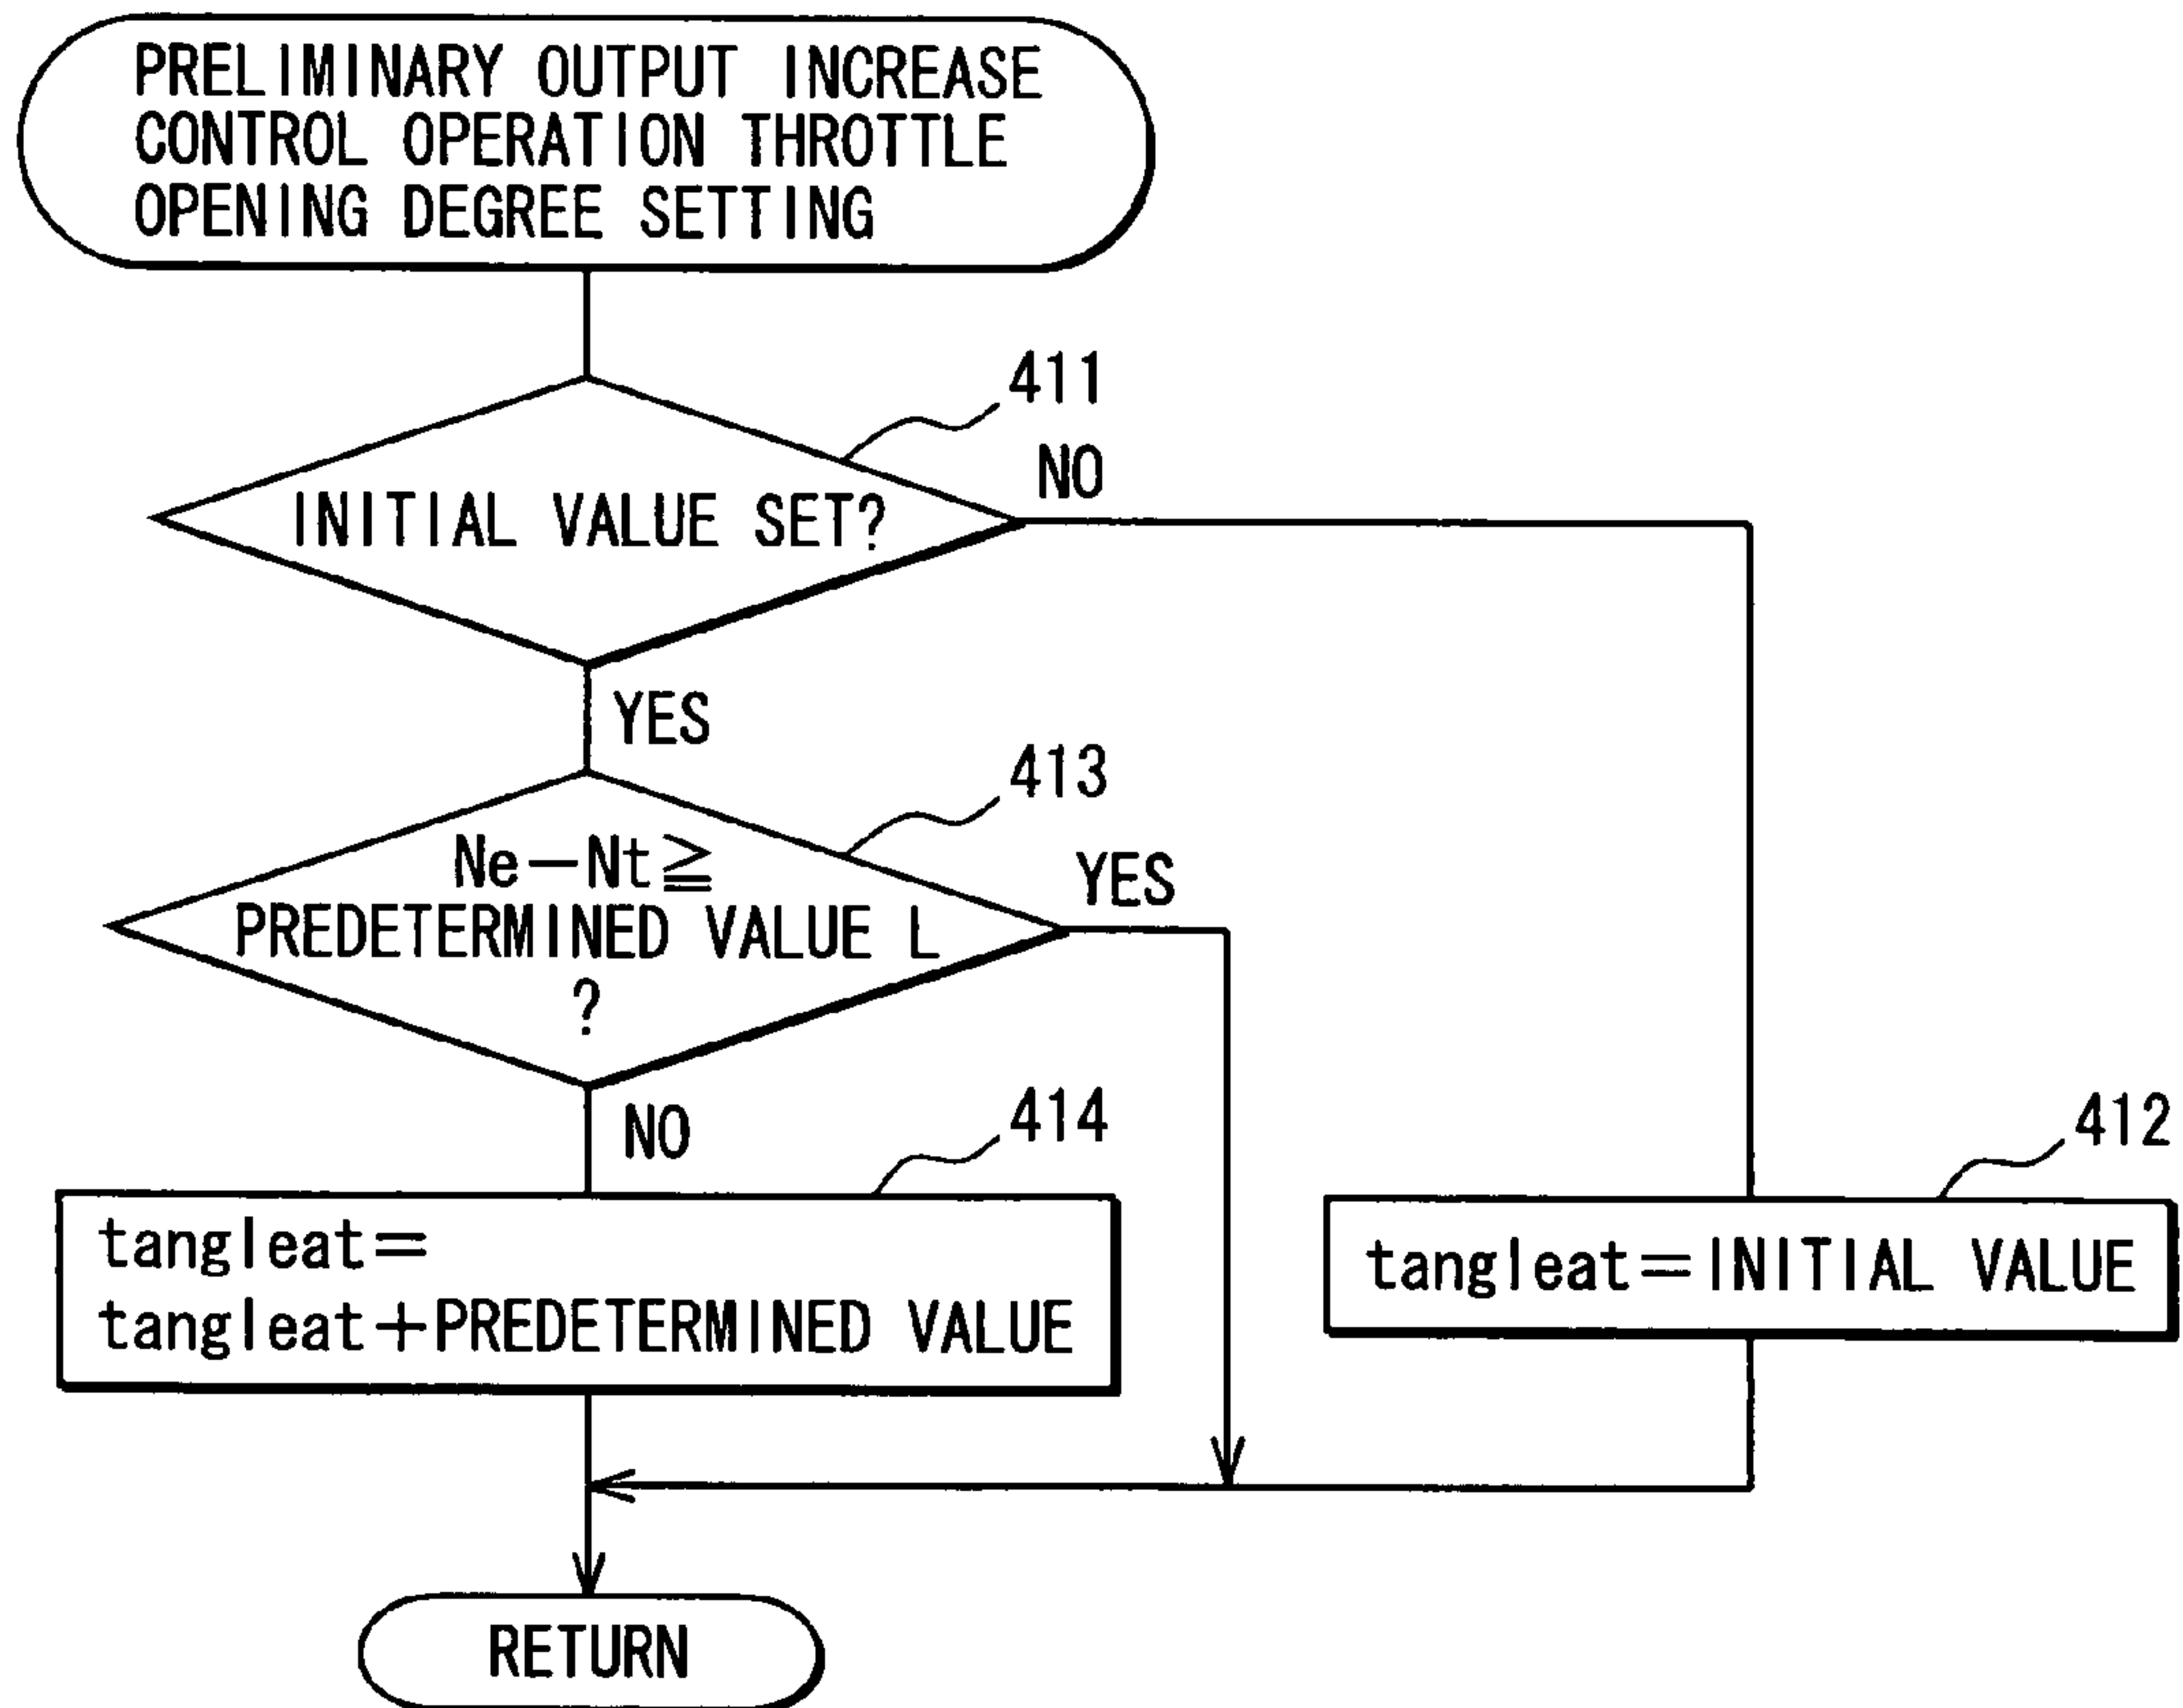 PRELIMINARY OUTPUT INCREASE
CONTROL OPERATION THROTTLE
OPENING DEGREE SETTING
411
INITIAL VALUE SET?
NO
YES
413
Ne−Nt≧
PREDETERMINED VALUE L
?
YES
NO
414
tangleat=
tangleat+PREDETERMINED VALUE
412
tangleat=INITIAL VALUE
RETURN